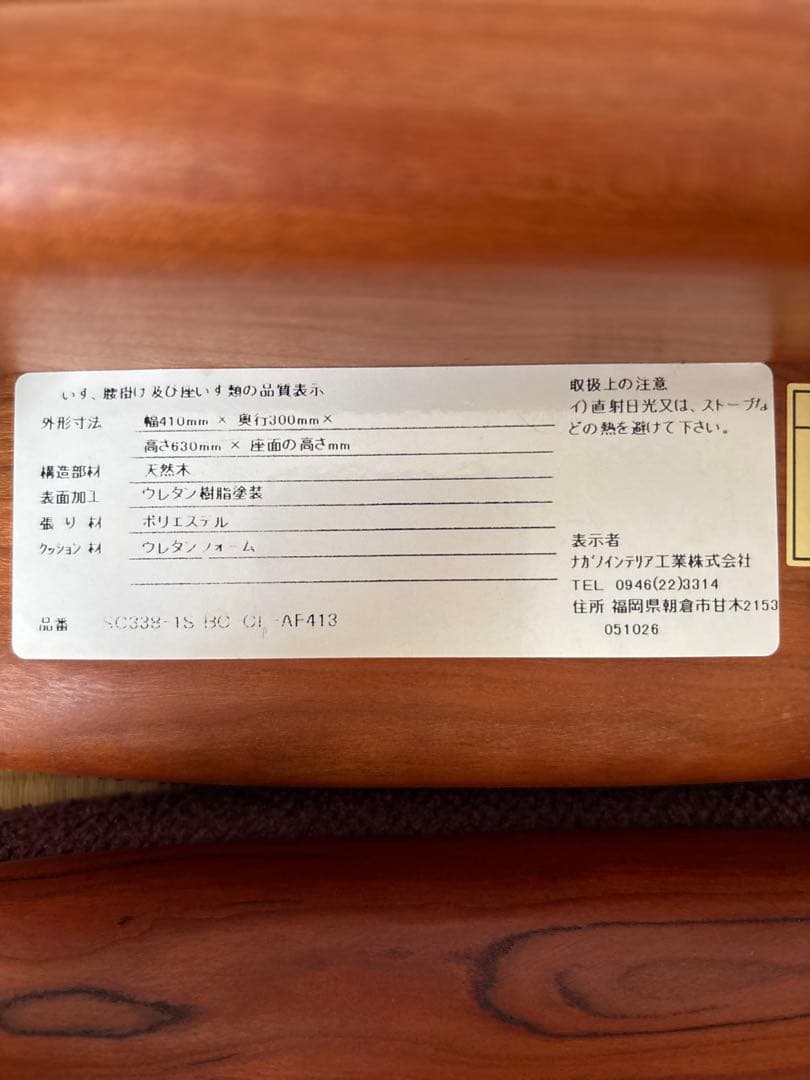 いす、腰掛け及び座いす類の品質表示
外形寸法 幅410mm × 奥行300mm×
高さ630mm × 座面の高さmm
構造部材 天然木
表面加工 ウレタン樹脂塗装
張り材 ポリエステル
クッション材 ウレタンフォーム
品番 SC338-1S BC -AF413
取扱上の注意
イ)直射日光又は、ストーブな
どの熱を避けて下さい。
表示者
ナガノインテリア工業株式会社
TEL 0946(22)3314
住所 福岡県朝倉市甘木2153
051026